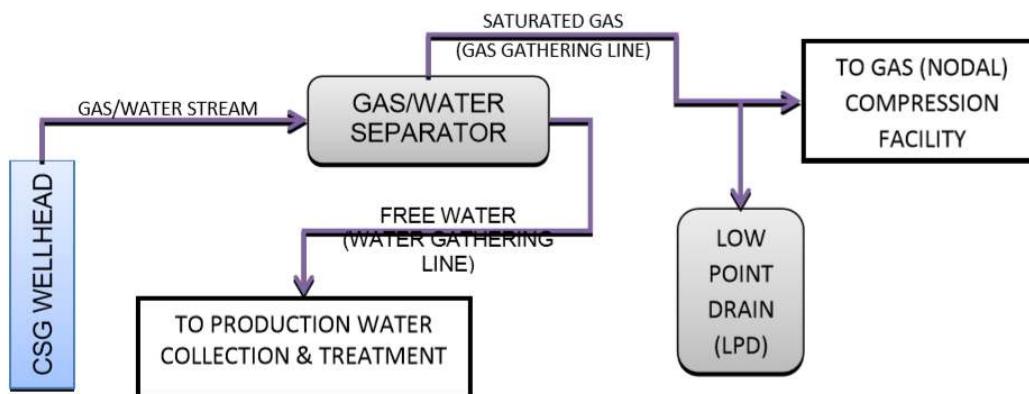 SATURATED GAS
(GAS GATHERING LINE)
TO GAS (NODAL)
COMPRESSION
FACILITY
GAS/WATER STREAM
GAS/WATER
SEPARATOR
CSG WELLHEAD
FREE WATER
(WATER GATHERING
LINE)
LOW
POINT
DRAIN
(LPD)
TO PRODUCTION WATER
COLLECTION & TREATMENT